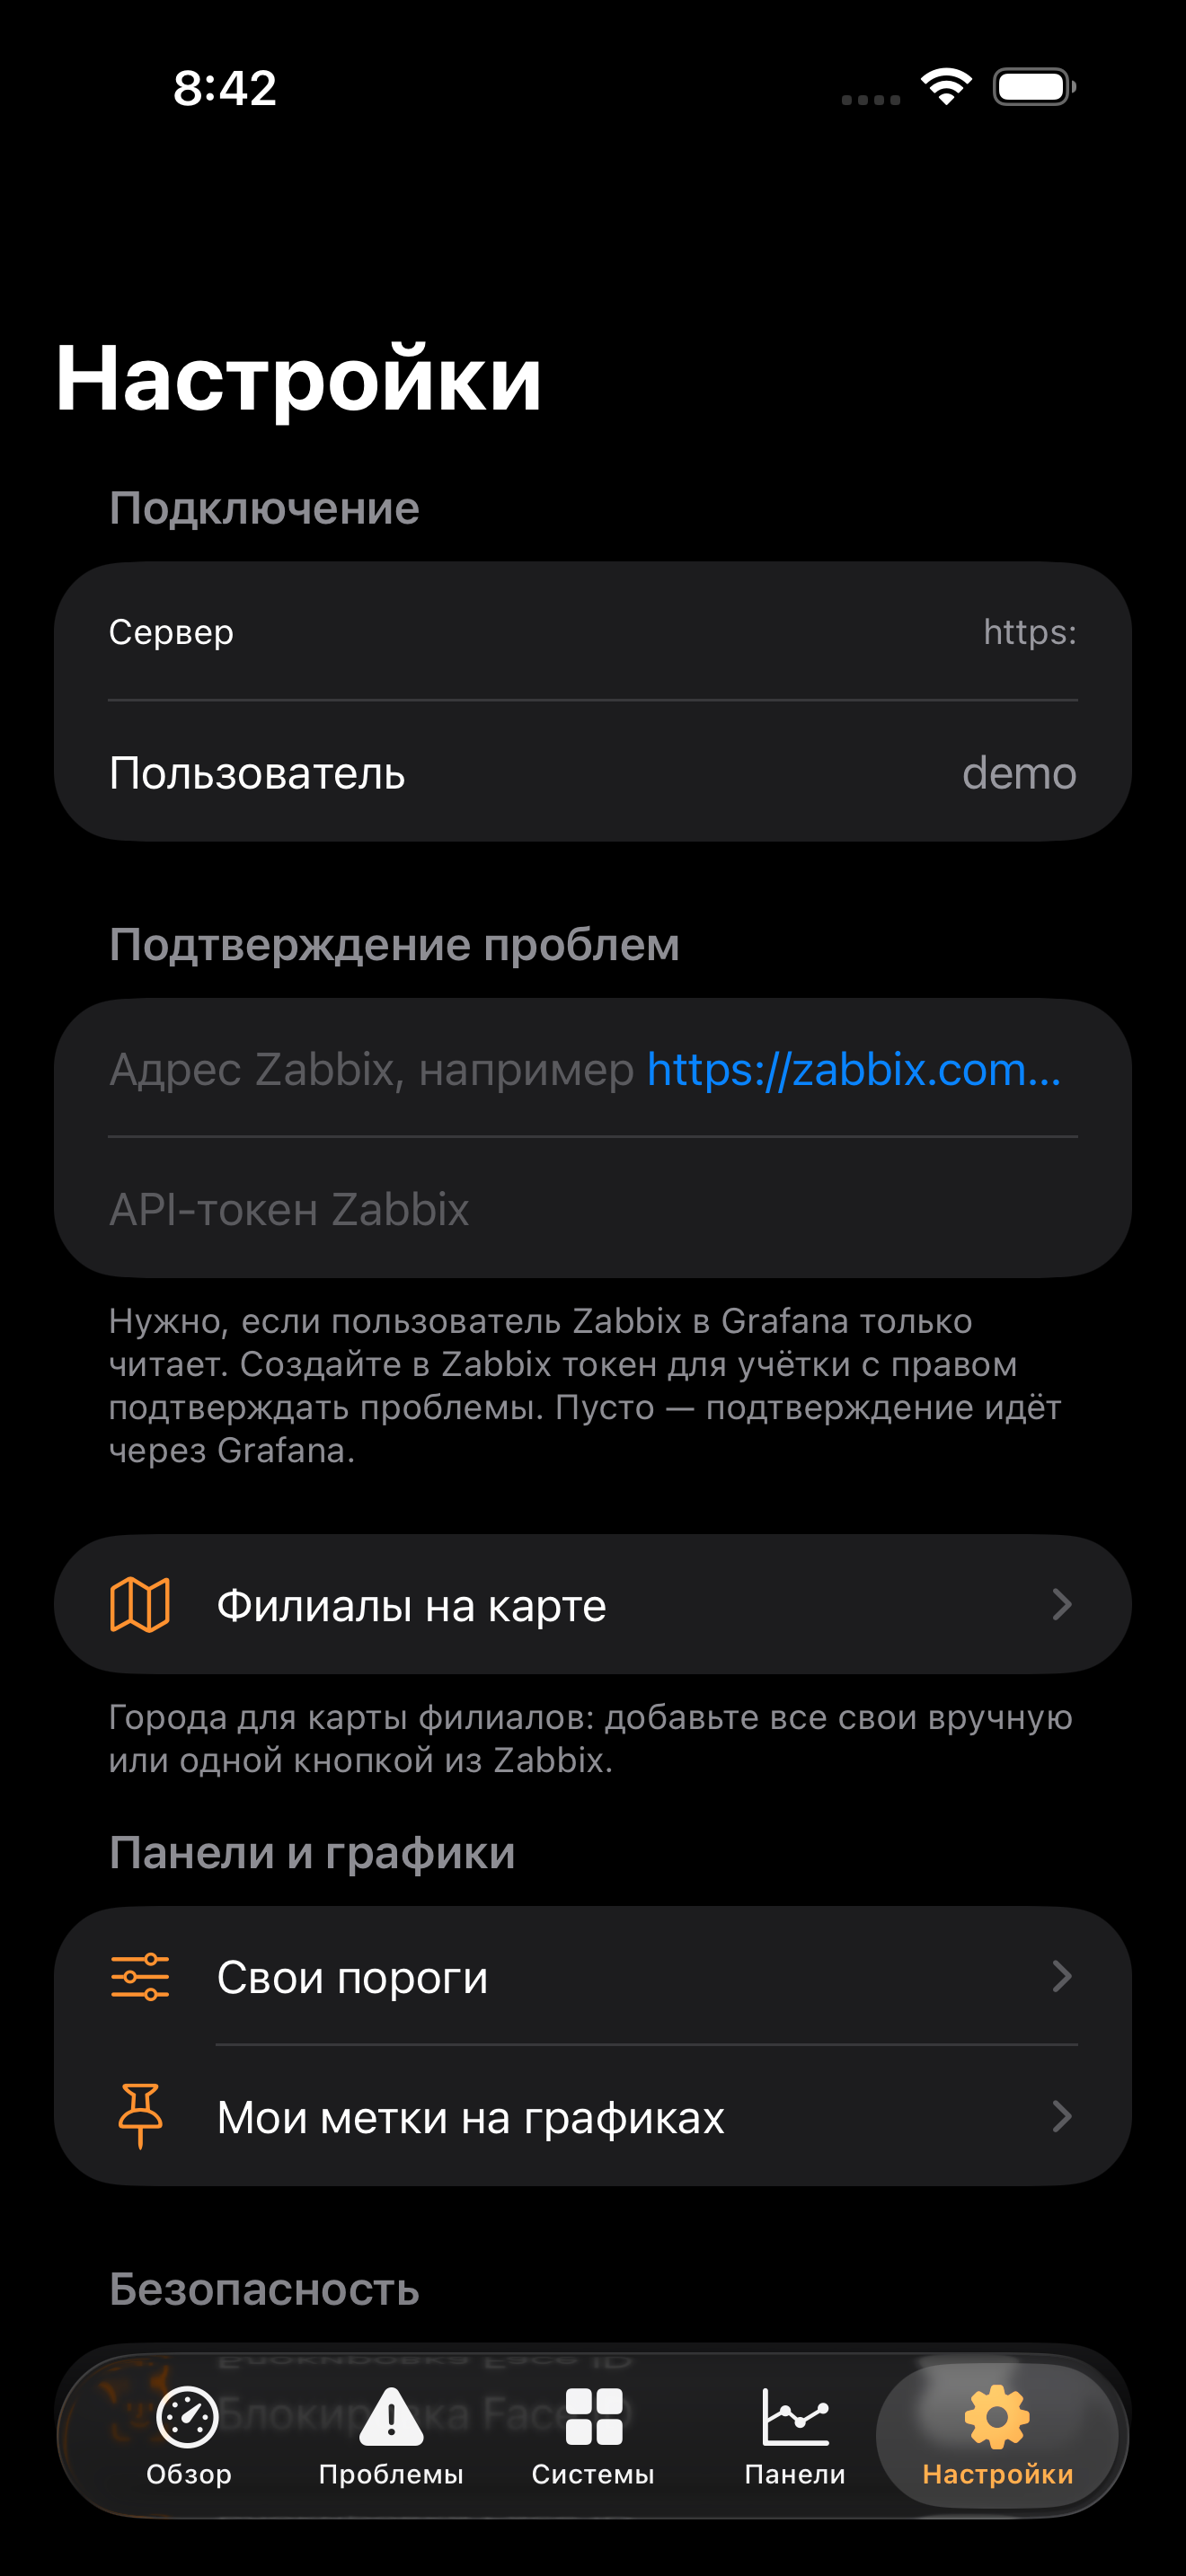 8:42
Настройки
Подключение
Сервер https:
Пользователь demo
Подтверждение проблем
Адрес Zabbix, например https://zabbix.com...
API-токен Zabbix
Нужно, если пользователь Zabbix в Grafana только
читает. Создайте в Zabbix токен для учётки с правом
подтверждать проблемы. Пусто — подтверждение идёт
через Grafana.
Филиалы на карте
Города для карты филиалов: добавьте все свои вручную
или одной кнопкой из Zabbix.
Панели и графики
Свои пороги
Мои метки на графиках
Безопасность
Обзор Проблемы Системы Панели Настройки